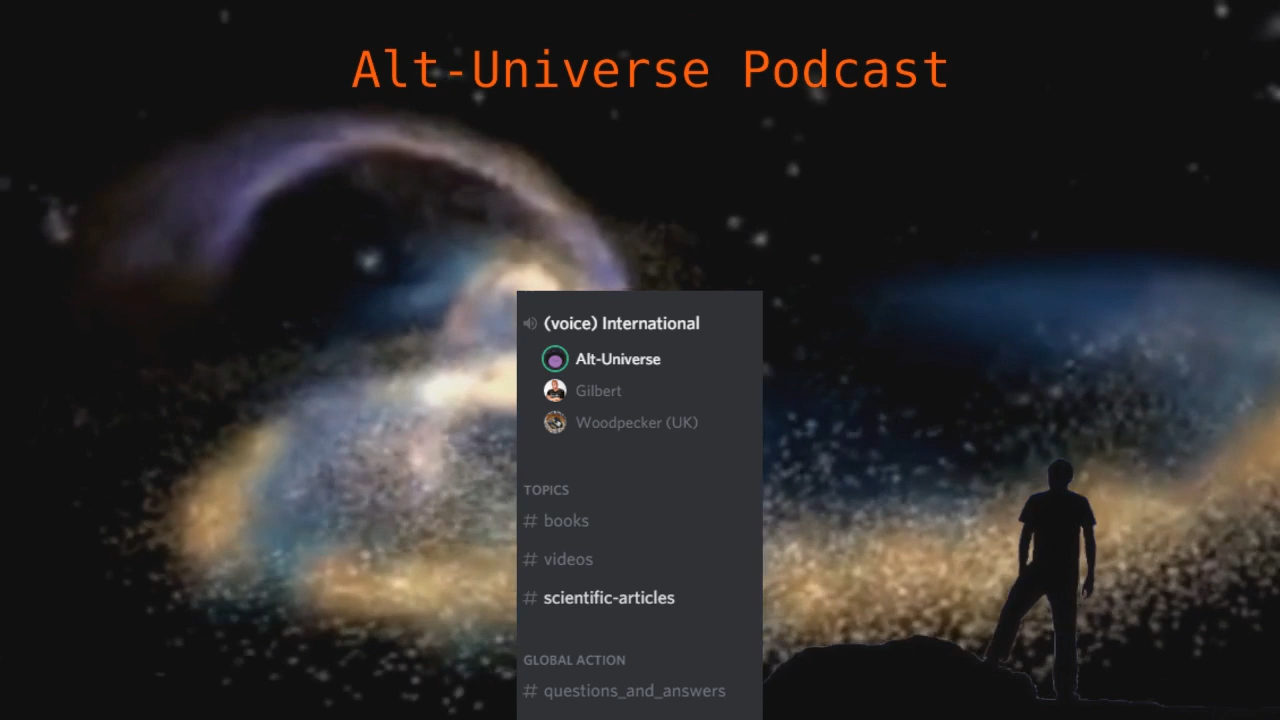 Alt-Universe Podcast
(voice) International
Alt-Universe
Gilbert
Woodpecker (UK)
TOPICS
# books
# videos
# scientific-articles
GLOBAL ACTION
# questions_and_answers